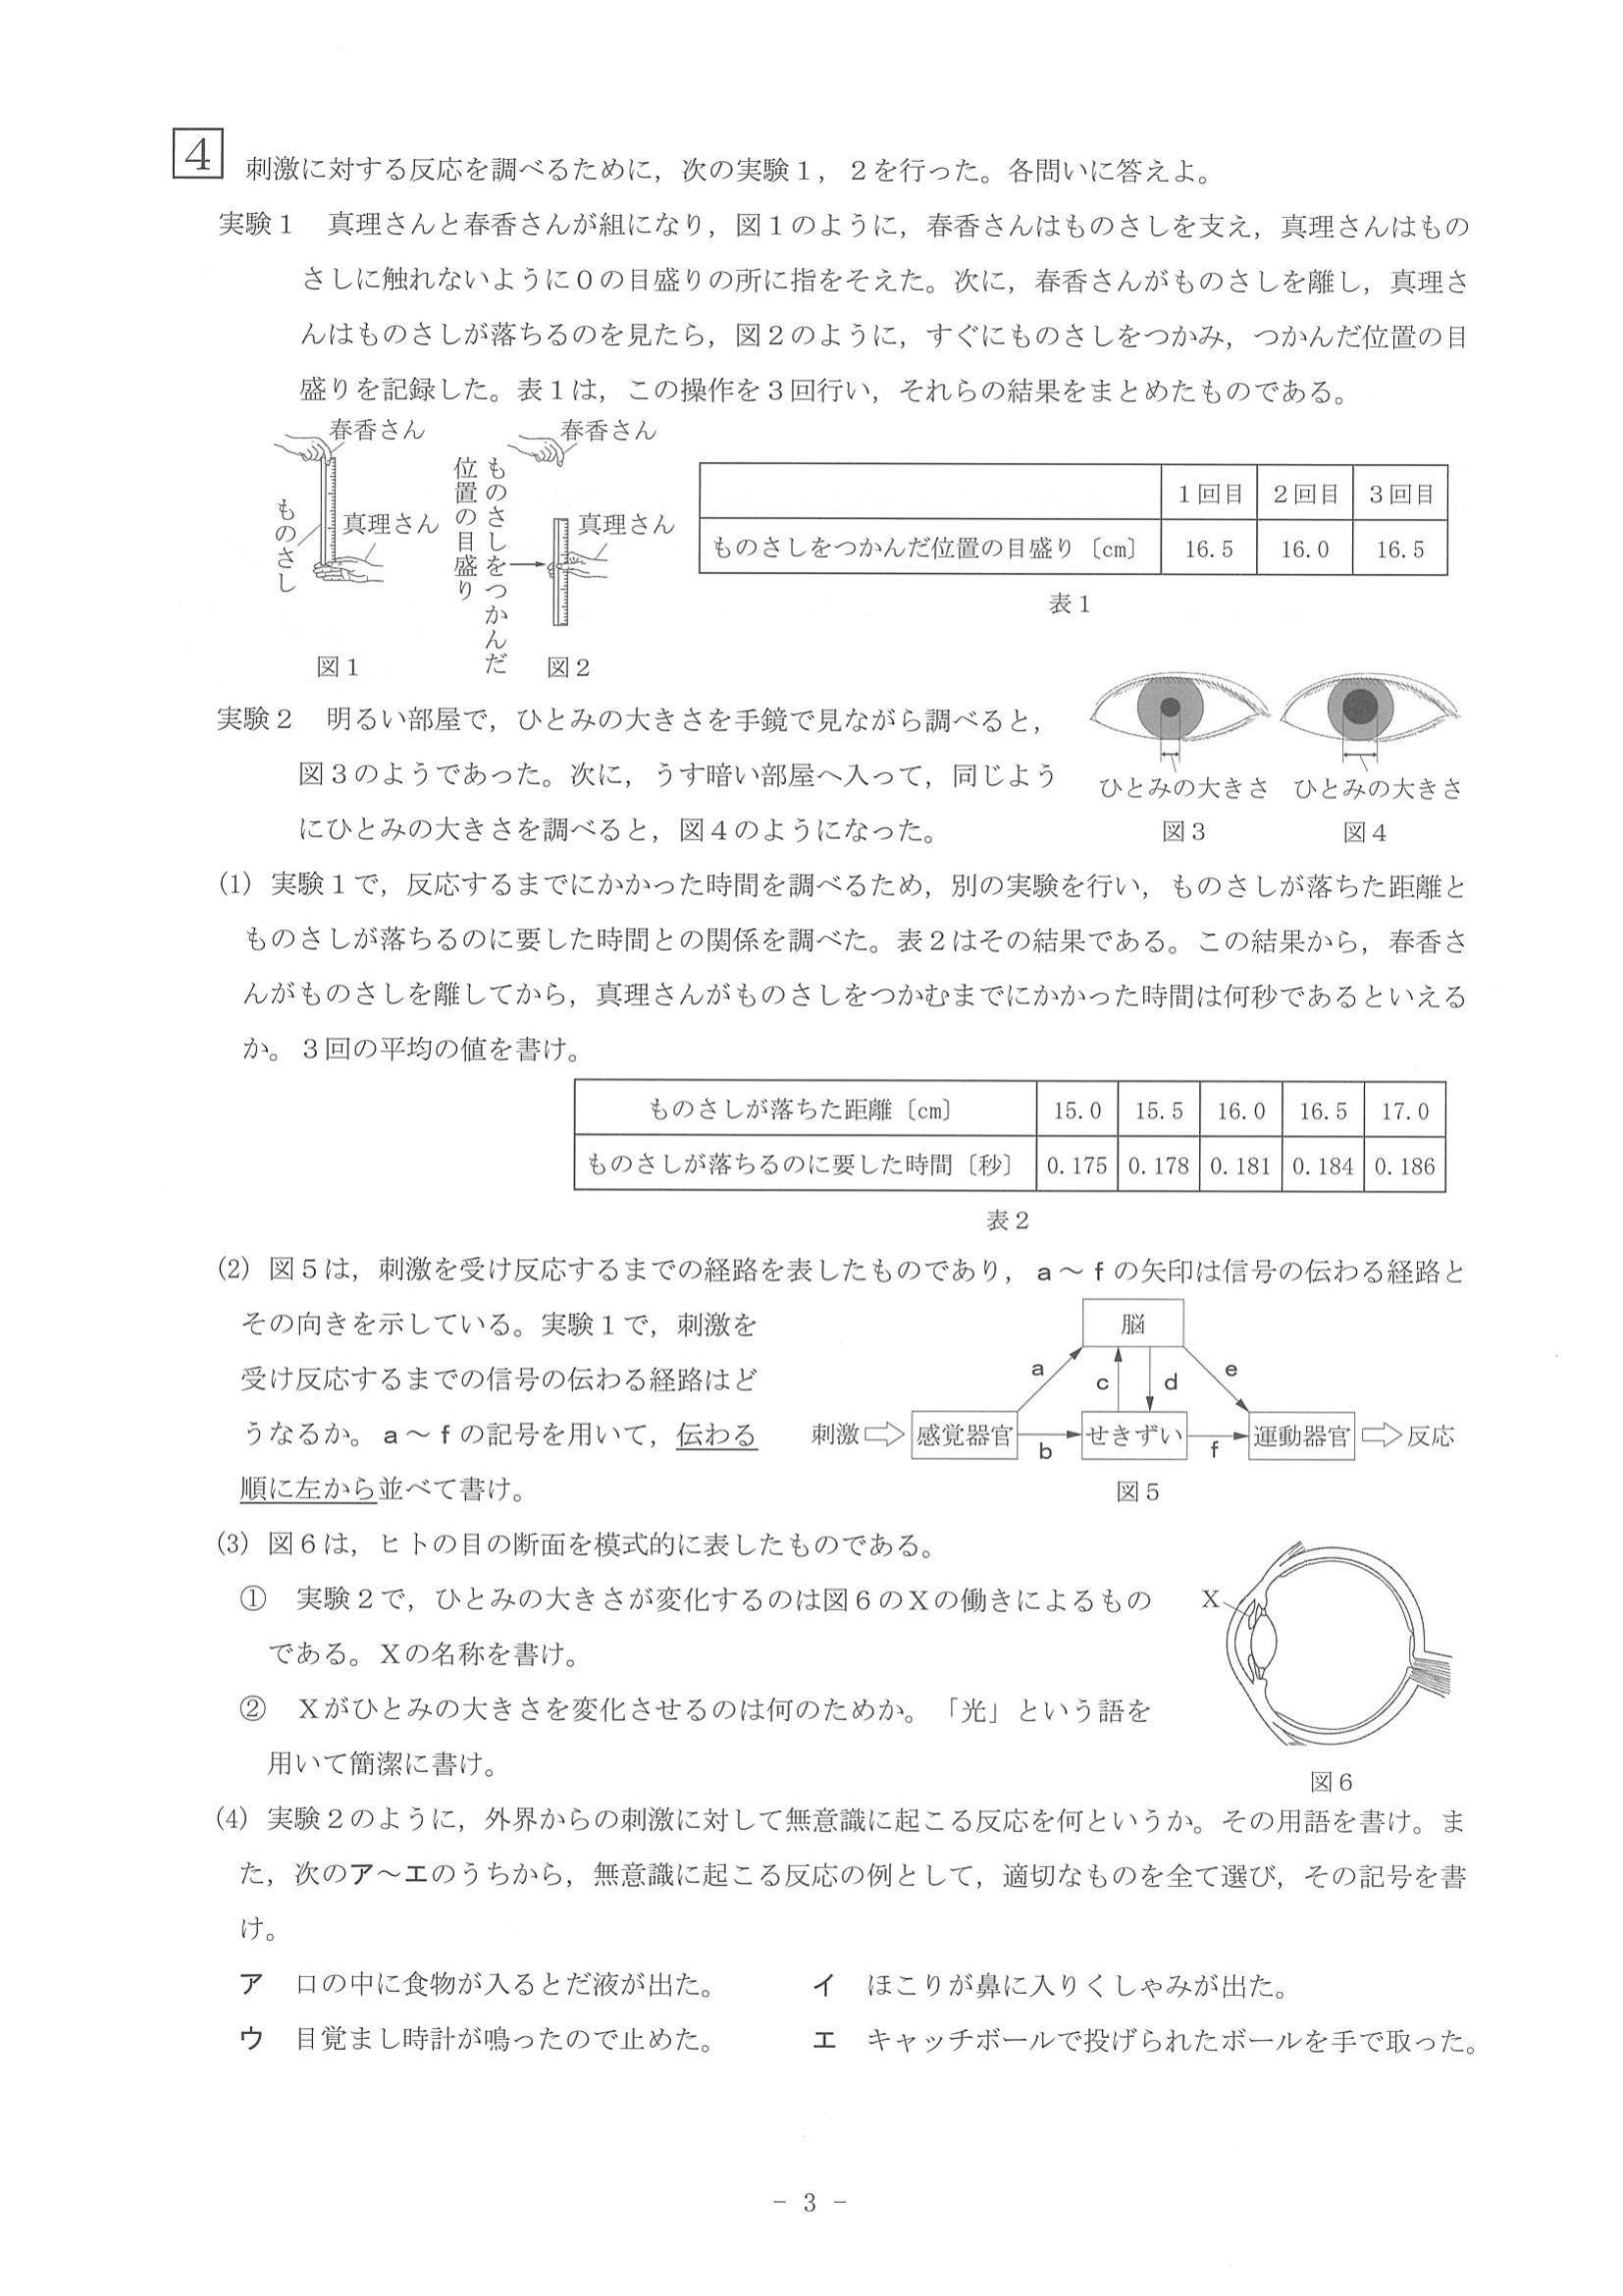 4 刺激に対する反応を調べるために，次の実験１，２を行った。各問いに答えよ。
実験１　真理さんと春香さんが組になり，図１のように，春香さんはものさしを支え，真理さんはもの
さしに触れないように０の目盛りの所に指をそえた。次に，春香さんがものさしを離し，真理さ
んはものさしが落ちるのを見たら，図２のように，すぐにものさしをつかみ，つかんだ位置の目
盛りを記録した。表１は，この操作を３回行い，それらの結果をまとめたものである。
春香さん
ものさし
真理さん
図１
春香さん
ものさしをつかんだ
位置の目盛り
真理さん
図２
１回目 ２回目 ３回目
ものさしをつかんだ位置の目盛り〔cm〕 16.5 16.0 16.5
表１
実験２　明るい部屋で，ひとみの大きさを手鏡で見ながら調べると，
図３のようであった。次に，うす暗い部屋へ入って，同じよう
にひとみの大きさを調べると，図４のようになった。
ひとみの大きさ
図３
ひとみの大きさ
図４
(1) 実験１で，反応するまでにかかった時間を調べるため，別の実験を行い，ものさしが落ちた距離と
ものさしが落ちるのに要した時間との関係を調べた。表２はその結果である。この結果から，春香さ
んがものさしを離してから，真理さんがものさしをつかむまでにかかった時間は何秒であるといえる
か。３回の平均の値を書け。
ものさしが落ちた距離〔cm〕 15.0 15.5 16.0 16.5 17.0
ものさしが落ちるのに要した時間〔秒〕 0.175 0.178 0.181 0.184 0.186
表２
(2) 図５は，刺激を受け反応するまでの経路を表したものであり，a～fの矢印は信号の伝わる経路と
その向きを示している。実験１で，刺激を
受け反応するまでの信号の伝わる経路はど
うなるか。a～fの記号を用いて，伝わる
順に左から並べて書け。
脳
a c d e
刺激 感覚器官 せきずい 運動器官 反応
b f
図５
(3) 図６は，ヒトの目の断面を模式的に表したものである。
①　実験２で，ひとみの大きさが変化するのは図６のＸの働きによるもの
である。Ｘの名称を書け。
②　Ｘがひとみの大きさを変化させるのは何のためか。「光」という語を
用いて簡潔に書け。
X
図６
(4) 実験２のように，外界からの刺激に対して無意識に起こる反応を何というか。その用語を書け。ま
た，次のア～エのうちから，無意識に起こる反応の例として，適切なものを全て選び，その記号を書
け。
ア　口の中に食物が入るとだ液が出た。　イ　ほこりが鼻に入りくしゃみが出た。
ウ　目覚まし時計が鳴ったので止めた。　エ　キャッチボールで投げられたボールを手で取った。
－ 3 －